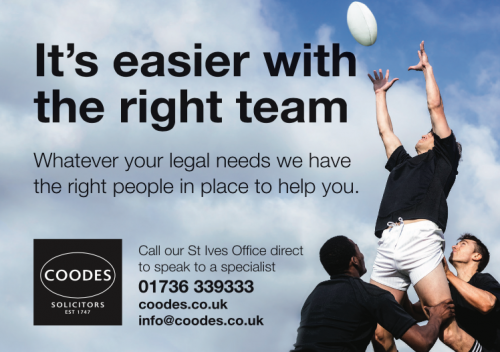 It's easier with
the right team
Whatever your legal needs we have
the right people in place to help you.
COODES
SOLICITORS
EST 1747
Call our St Ives Office direct
to speak to a specialist
01736 339333
coodes.co.uk
info@coodes.co.uk